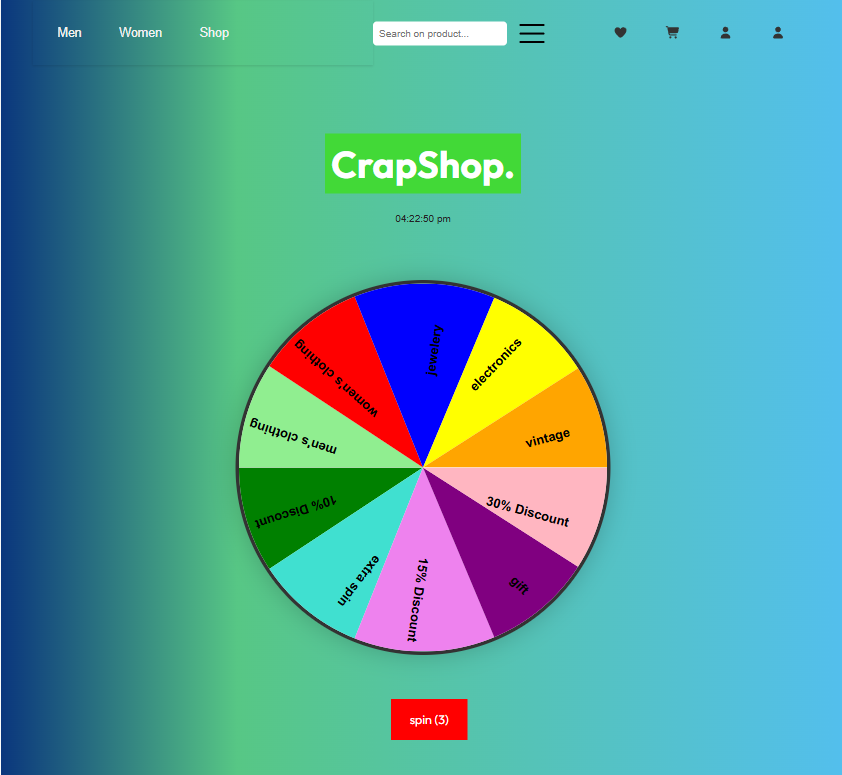 Men
Women
Shop
Search on product...
CrapShop.
04:22:50 pm
jewelery
electronics
women's clothing
men's clothing
vintage
10% Discount
30% Discount
extra spin
15% Discount
gift
spin (3)